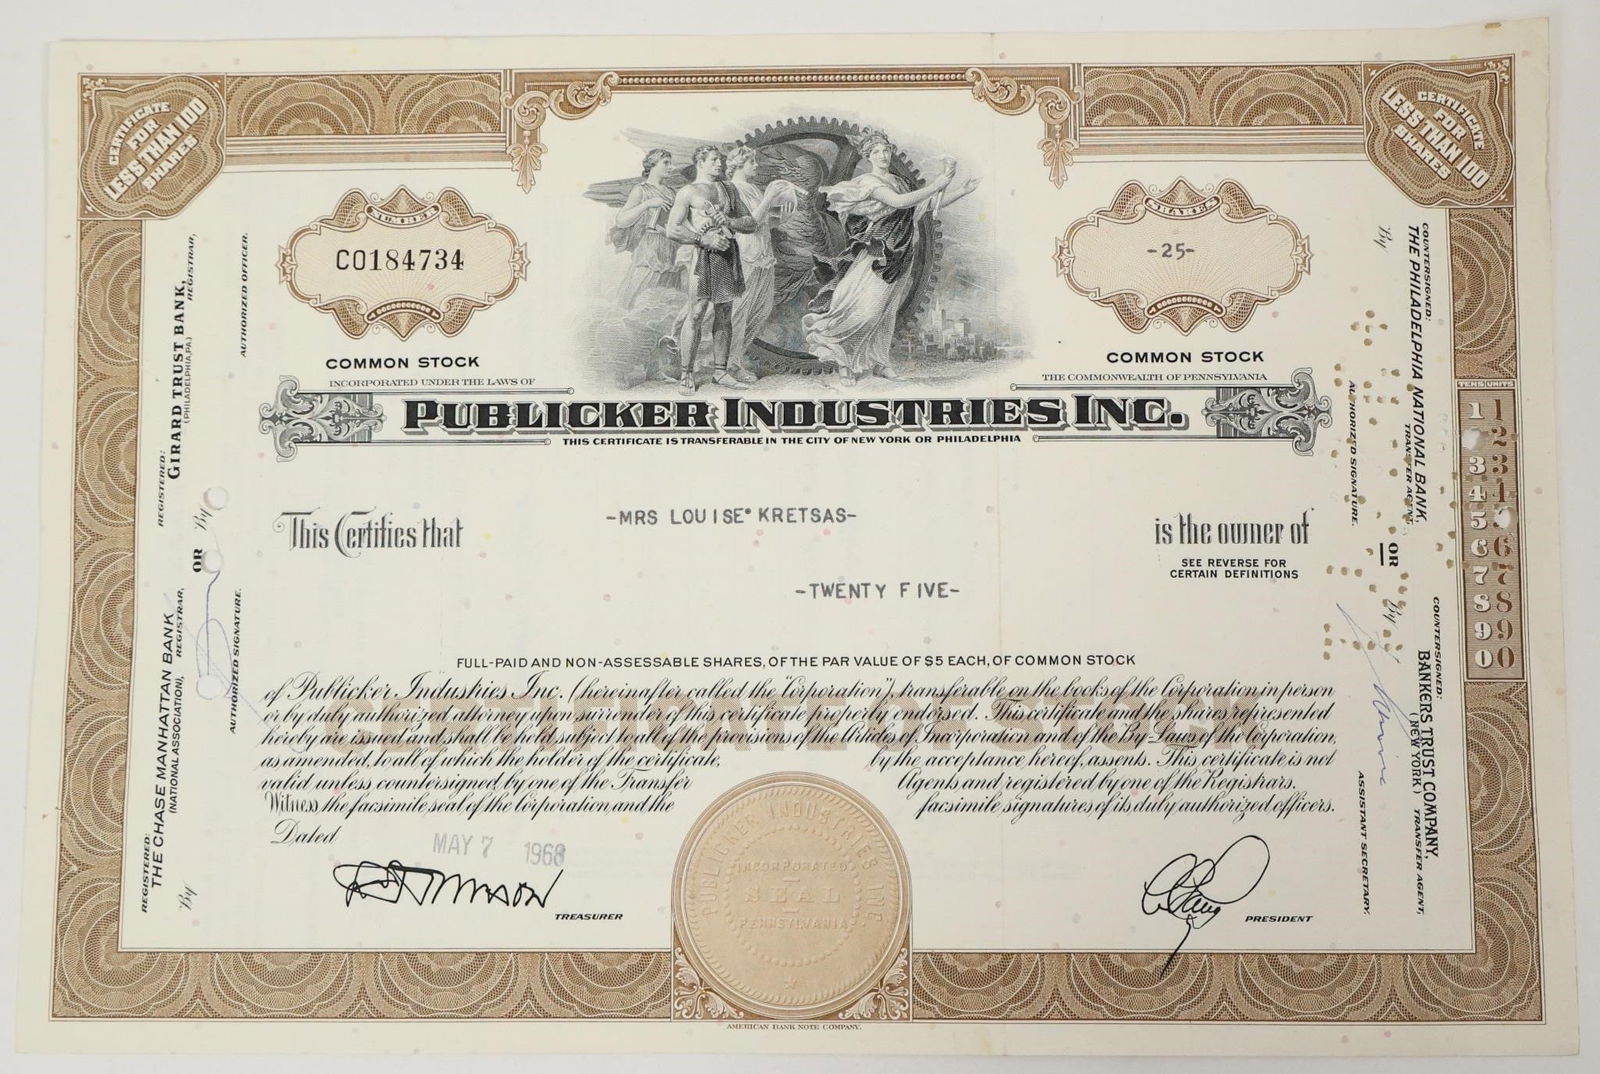 CERTIFICATE
FOR
LESS THAN 100
SHARES
CERTIFICATE
FOR
LESS THAN 100
SHARES
NUMBER
CO184734
SHARES
-25-
COMMON STOCK
COMMON STOCK
INCORPORATED UNDER THE LAWS OF
THE COMMONWEALTH OF PENNSYLVANIA
PUBLICKER INDUSTRIES INC.
THIS CERTIFICATE IS TRANSFERABLE IN THE CITY OF NEW YORK OR PHILADELPHIA
This Certifies that
-MRS LOUISE KRETSAS-
is the owner of
SEE REVERSE FOR
CERTAIN DEFINITIONS
-TWENTY FIVE-
FULL-PAID AND NON-ASSESSABLE SHARES, OF THE PAR VALUE OF $5 EACH, OF COMMON STOCK
of Publicker Industries Inc. (hereinafter called the "Corporation"), transferable on the books of the Corporation in person
or by duly authorized attorney upon surrender of this certificate properly endorsed. This certificate and the shares represented
hereby are issued and shall be held subject to all of the provisions of the Articles of Incorporation and of the By-Laws of the Corporation,
as amended, to all of which the holder of the certificate, by the acceptance hereof, assents. This certificate is not
valid unless countersigned by one of the Transfer Agents and registered by one of the Registrars.
Witness the facsimile seal of the Corporation and the facsimile signatures of its duly authorized officers.
Dated
MAY 7 1968
TREASURER
PRESIDENT
PUBLICKER INDUSTRIES INC.
INCORPORATED
SEAL
PENNSYLVANIA
AMERICAN BANK NOTE COMPANY.
REGISTERED:
GIRARD TRUST BANK,
(PHILADELPHIA, PA.)
REGISTRAR,
By
AUTHORIZED OFFICER.
OR
REGISTERED:
THE CHASE MANHATTAN BANK
(NATIONAL ASSOCIATION),
REGISTRAR,
By
AUTHORIZED SIGNATURE.
COUNTERSIGNED:
THE PHILADELPHIA NATIONAL BANK,
TRANSFER AGENT,
By
AUTHORIZED SIGNATURE.
OR
COUNTERSIGNED:
BANKERS TRUST COMPANY,
(NEW YORK) TRANSFER AGENT,
By
ASSISTANT SECRETARY.
TENS UNITS
1 1
2
3 3
4 4
5
6 6
7 7
8 8
9 9
0 0